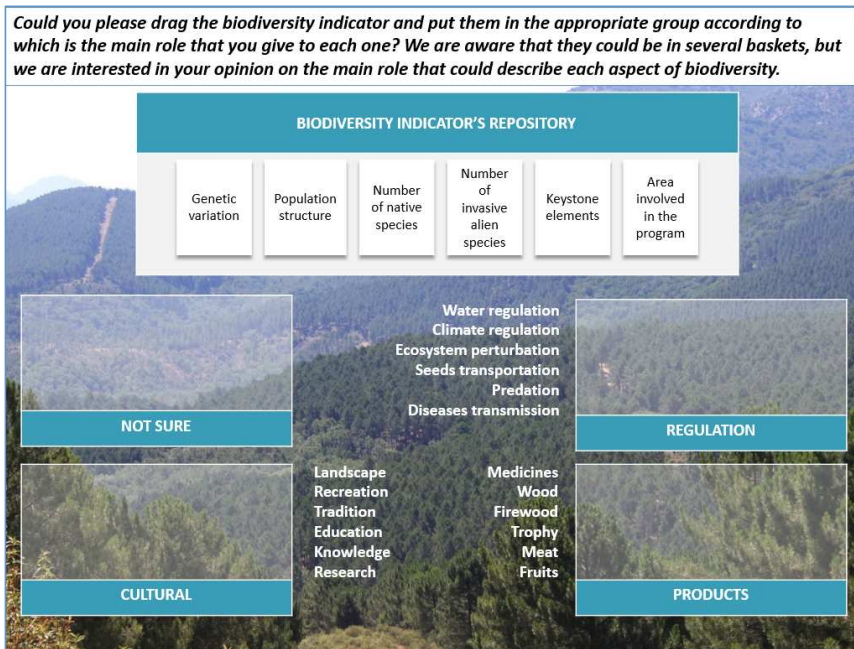 Could you please drag the biodiversity indicator and put them in the appropriate group according to
which is the main role that you give to each one? We are aware that they could be in several baskets, but
we are interested in your opinion on the main role that could describe each aspect of biodiversity.
BIODIVERSITY INDICATOR'S REPOSITORY
Genetic
variation
Population
structure
Number
of native
species
Number
of
invasive
alien
species
Keystone
elements
Area
involved
in the
program
Water regulation
Climate regulation
Ecosystem perturbation
Seeds transportation
Predation
Diseases transmission
NOT SURE
REGULATION
Landscape
Recreation
Tradition
Education
Knowledge
Research
Medicines
Wood
Firewood
Trophy
Meat
Fruits
CULTURAL
PRODUCTS